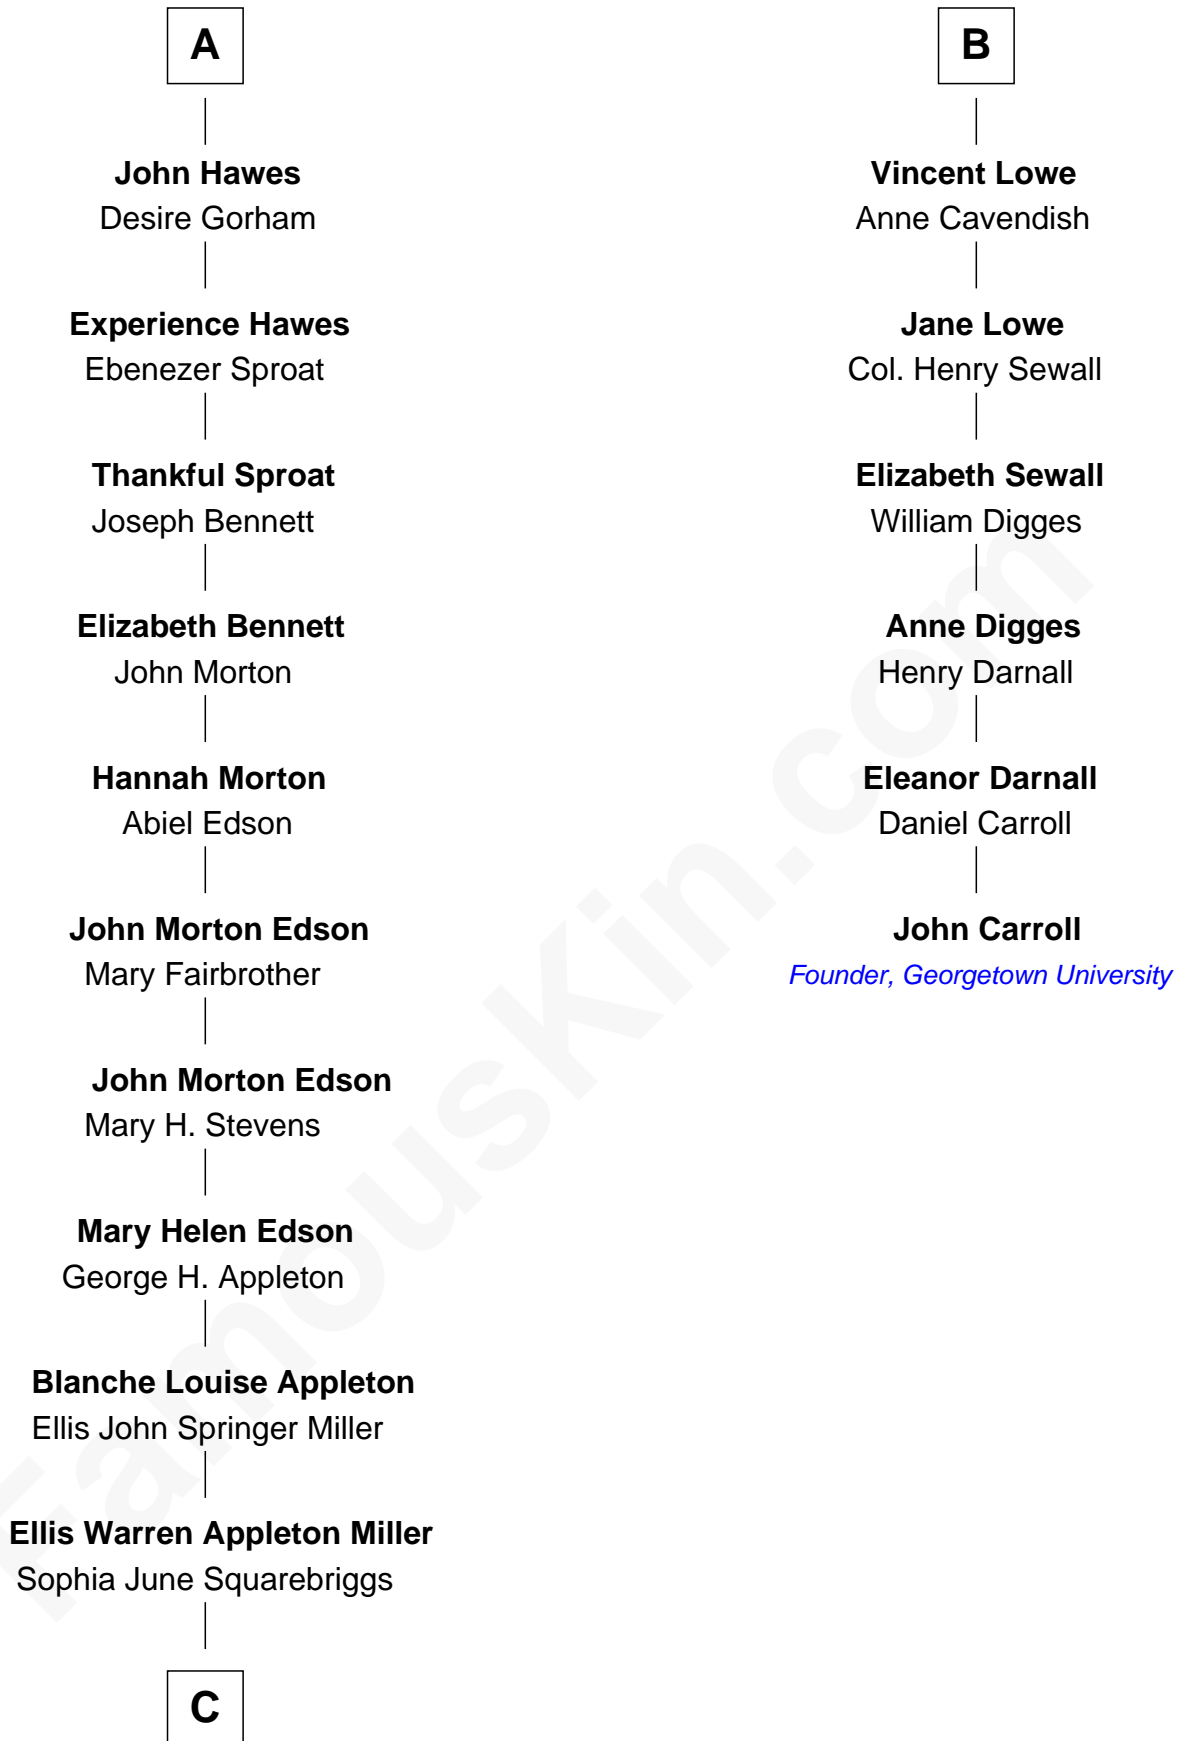 A
John Hawes
Desire Gorham
Experience Hawes
Ebenezer Sproat
Thankful Sproat
Joseph Bennett
Elizabeth Bennett
John Morton
Hannah Morton
Abiel Edson
John Morton Edson
Mary Fairbrother
John Morton Edson
Mary H. Stevens
Mary Helen Edson
George H. Appleton
Blanche Louise Appleton
Ellis John Springer Miller
Ellis Warren Appleton Miller
Sophia June Squarebriggs
C
B
Vincent Lowe
Anne Cavendish
Jane Lowe
Col. Henry Sewall
Elizabeth Sewall
William Digges
Anne Digges
Henry Darnall
Eleanor Darnall
Daniel Carroll
John Carroll
Founder, Georgetown University
FamousKin.com